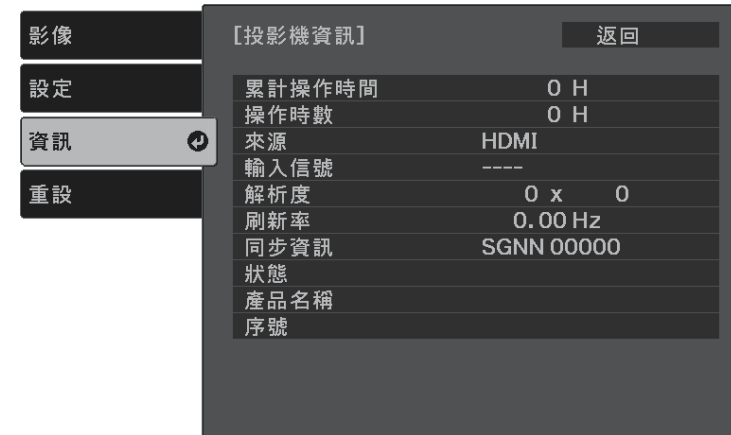 影像
設定
資訊
重設
[投影機資訊]
返回
累計操作時間 0 H
操作時數 0 H
來源 HDMI
輸入信號 ----
解析度 0 x 0
刷新率 0.00 Hz
同步資訊 SGNN 00000
狀態
產品名稱
序號